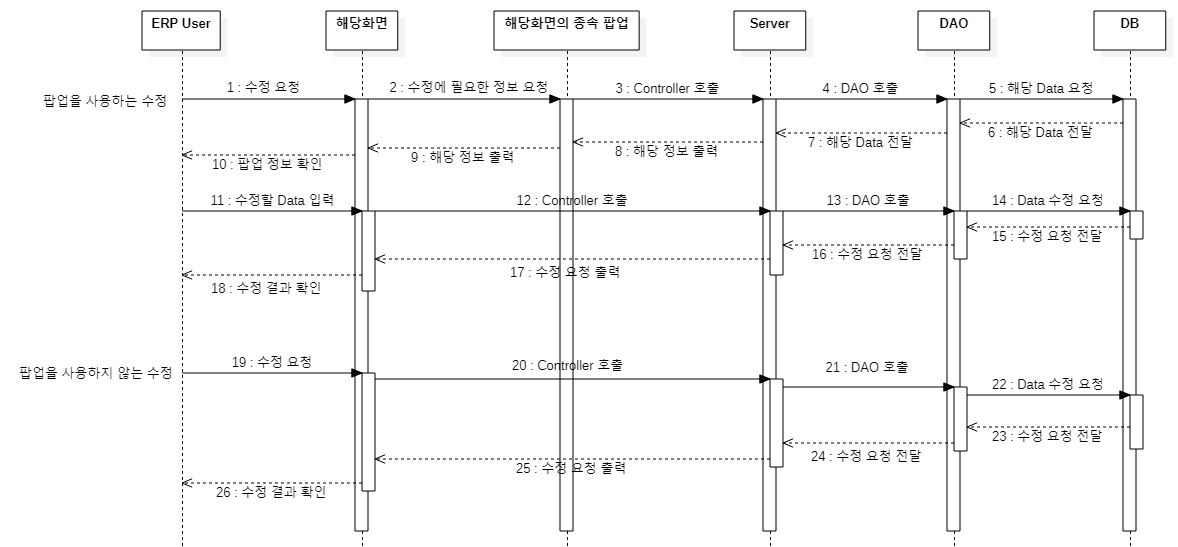 ERP User
해당화면
해당화면의 종속 팝업
Server
DAO
DB
팝업을 사용하는 수정
1 : 수정 요청
2 : 수정에 필요한 정보 요청
3 : Controller 호출
4 : DAO 호출
5 : 해당 Data 요청
6 : 해당 Data 전달
7 : 해당 Data 전달
8 : 해당 정보 출력
9 : 해당 정보 출력
10 : 팝업 정보 확인
11 : 수정할 Data 입력
12 : Controller 호출
13 : DAO 호출
14 : Data 수정 요청
15 : 수정 요청 전달
16 : 수정 요청 전달
17 : 수정 요청 출력
18 : 수정 결과 확인
팝업을 사용하지 않는 수정
19 : 수정 요청
20 : Controller 호출
21 : DAO 호출
22 : Data 수정 요청
23 : 수정 요청 전달
24 : 수정 요청 전달
25 : 수정 요청 출력
26 : 수정 결과 확인